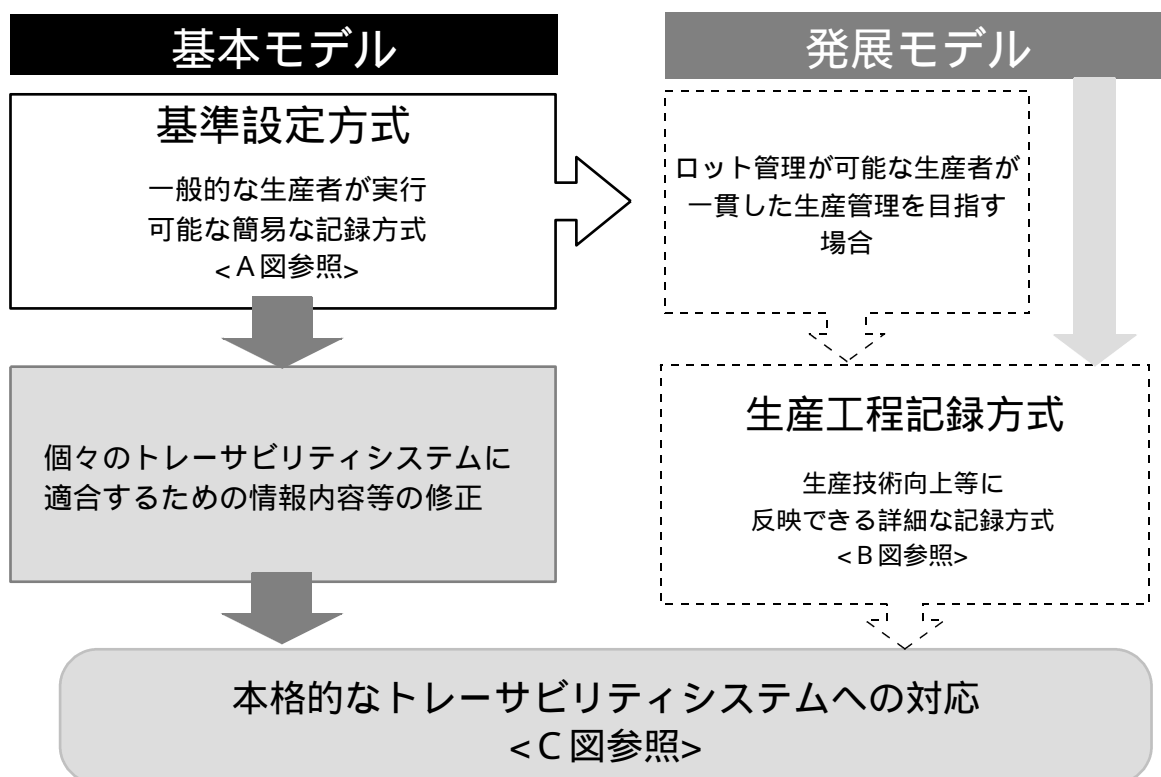 基本モデル
基準設定方式
一般的な生産者が実行
可能な簡易な記録方式
<A図参照>
個々のトレーサビリティシステムに
適合するための情報内容等の修正
発展モデル
ロット管理が可能な生産者が
一貫した生産管理を目指す
場合
生産工程記録方式
生産技術向上等に
反映できる詳細な記録方式
<B図参照>
本格的なトレーサビリティシステムへの対応
<C図参照>